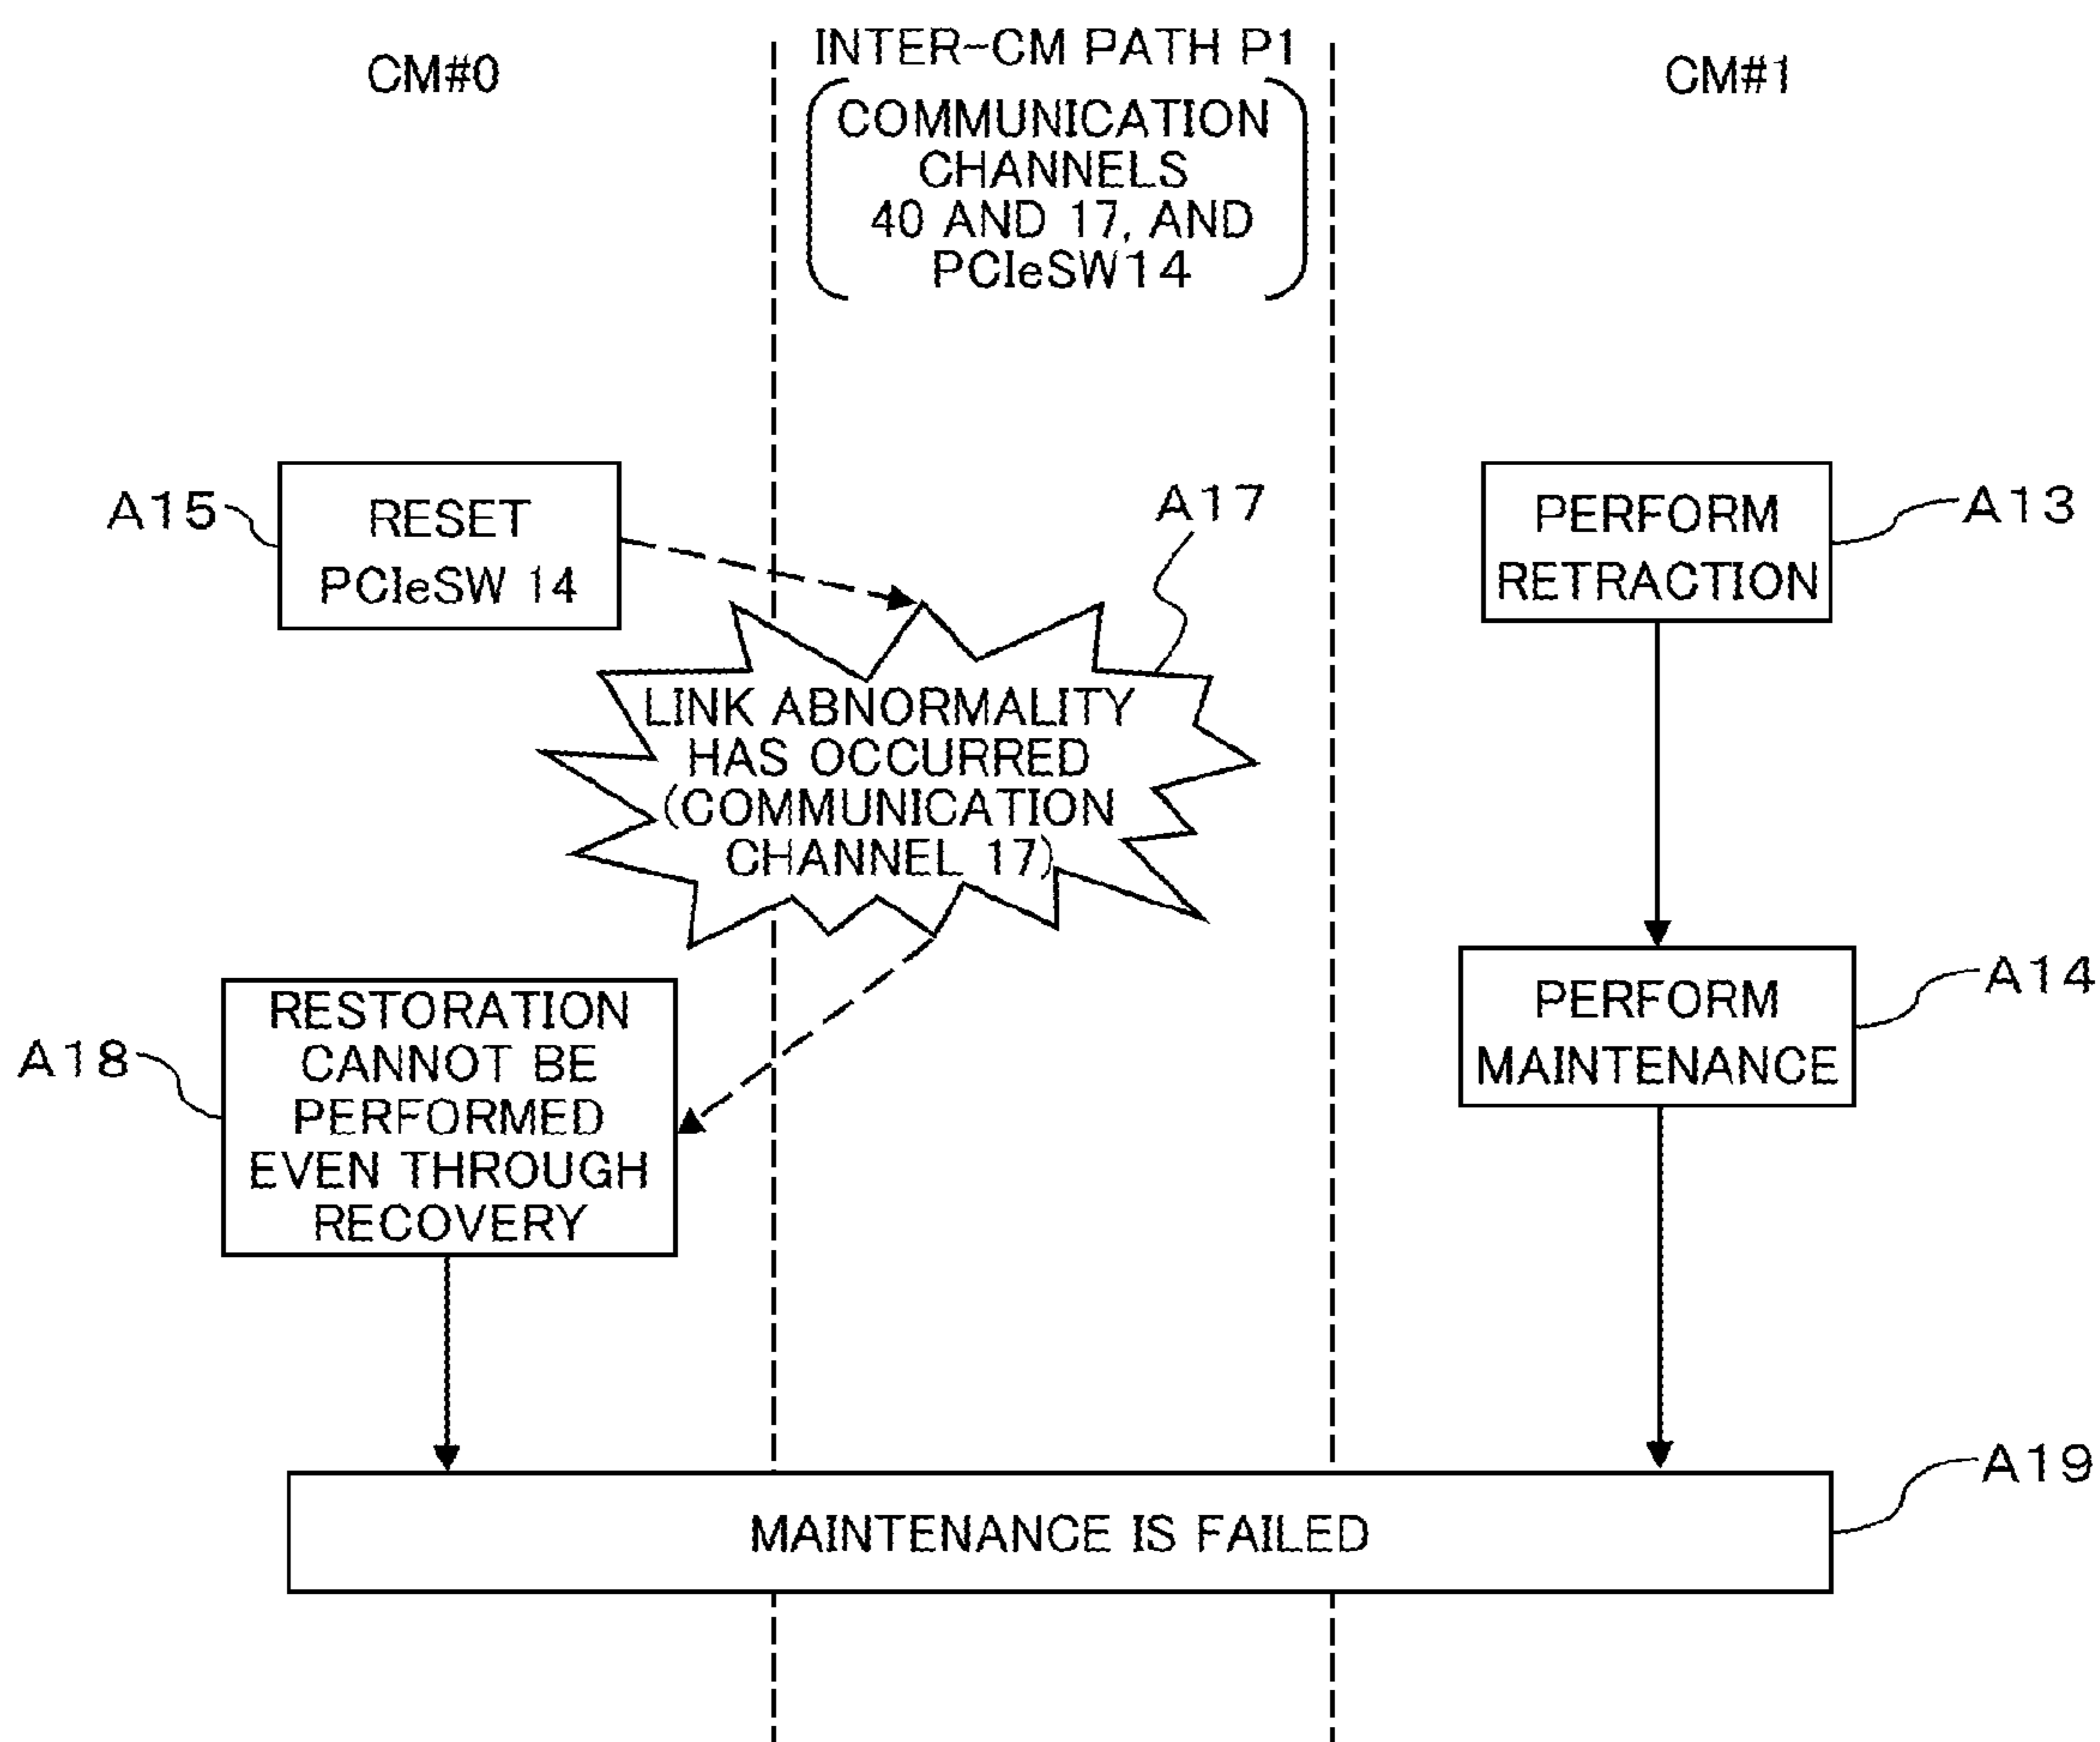 CM#0
INTER-CM PATH P1
COMMUNICATION
CHANNELS
40 AND 17, AND
PCIeSW14
CM#1
A15
RESET
PCIeSW 14
A17
PERFORM
RETRACTION
A13
LINK ABNORMALITY
HAS OCCURRED
(COMMUNICATION
CHANNEL 17)
A18
RESTORATION
CANNOT BE
PERFORMED
EVEN THROUGH
RECOVERY
PERFORM
MAINTENANCE
A14
MAINTENANCE IS FAILED
A19